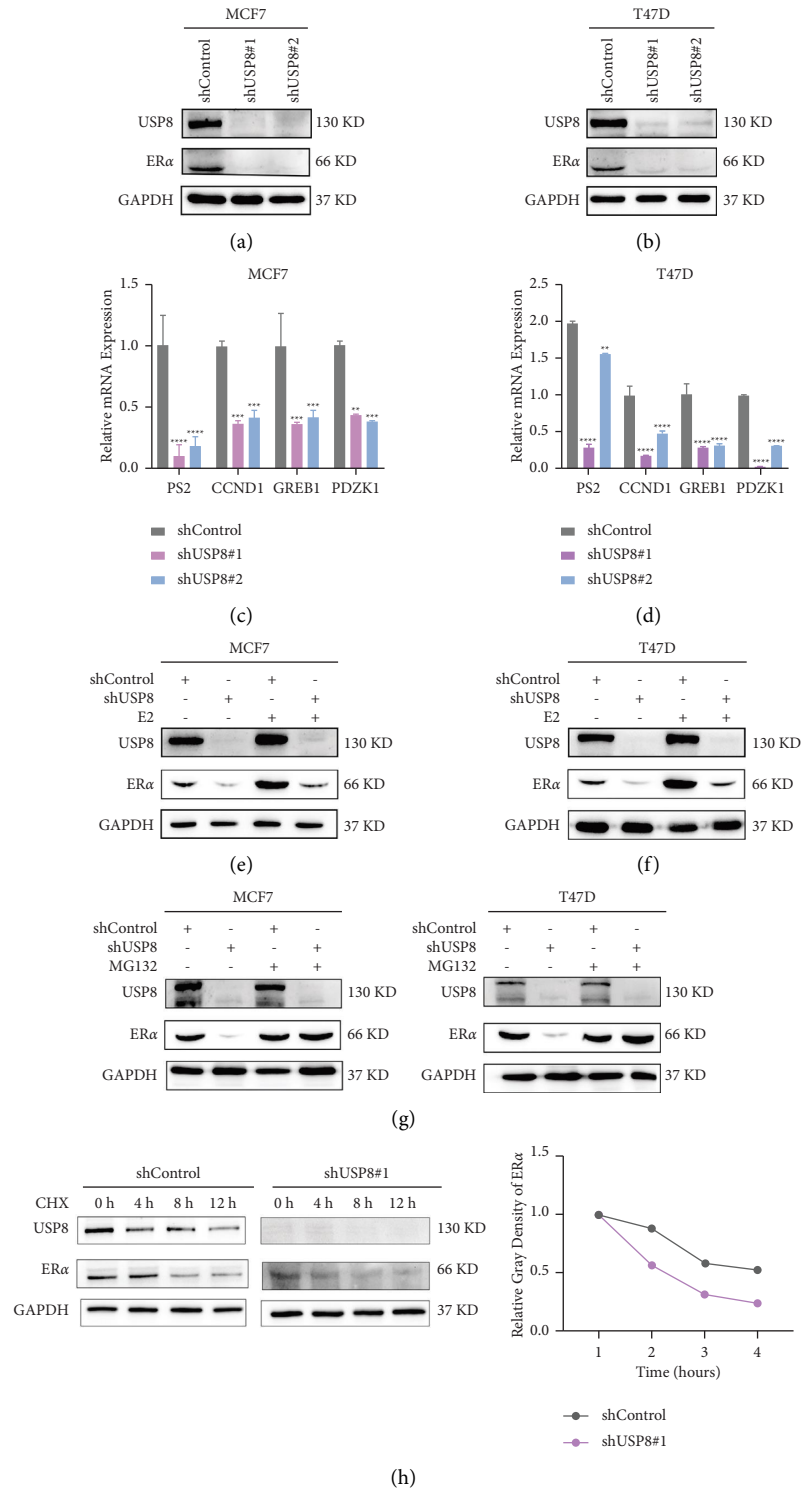 MCF7
shControl
shUSP8#1
shUSP8#2
USP8 130 KD
ERα 66 KD
GAPDH 37 KD
(a)
T47D
shControl
shUSP8#1
shUSP8#2
USP8 130 KD
ERα 66 KD
GAPDH 37 KD
(b)
MCF7
Relative mRNA Expression
1.5
1.0
0.5
0.0
**** **** *** *** *** *** ** ***
PS2 CCND1 GREB1 PDZK1
shControl
shUSP8#1
shUSP8#2
(c)
T47D
Relative mRNA Expression
2.5
2.0
1.5
1.0
0.5
0.0
**** ** **** **** **** **** **** ****
PS2 CCND1 GREB1 PDZK1
shControl
shUSP8#1
shUSP8#2
(d)
MCF7
shControl + - + -
shUSP8 - + - +
E2 - - + +
USP8 130 KD
ERα 66 KD
GAPDH 37 KD
(e)
T47D
shControl + - + -
shUSP8 - + - +
E2 - - + +
USP8 130 KD
ERα 66 KD
GAPDH 37 KD
(f)
MCF7
shControl + - + -
shUSP8 - + - +
MG132 - - + +
USP8 130 KD
ERα 66 KD
GAPDH 37 KD
T47D
shControl + - + -
shUSP8 - + - +
MG132 - - + +
USP8 130 KD
ERα 66 KD
GAPDH 37 KD
(g)
shControl shUSP8#1
CHX 0 h 4 h 8 h 12 h 0 h 4 h 8 h 12 h
USP8 130 KD
ERα 66 KD
GAPDH 37 KD
Relative Gray Density of ERα
1.5
1.0
0.5
0.0
1 2 3 4
Time (hours)
shControl
shUSP8#1
(h)